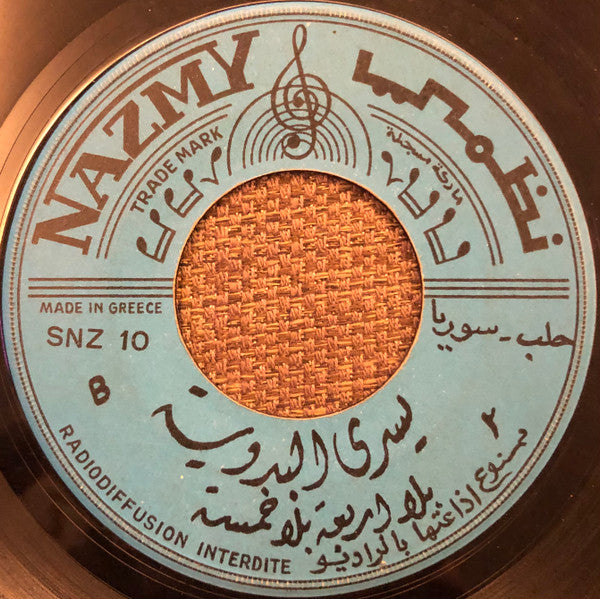 NAZMY
نظمي
TRADE MARK
ماركة مسجلة
MADE IN GREECE
SNZ 10
حلب - سوريا
B
٢
يسرى البدوية
بلا اربعة بلا خمسة
RADIODIFFUSION INTERDITE
ممنوع اذاعتها بالراديو